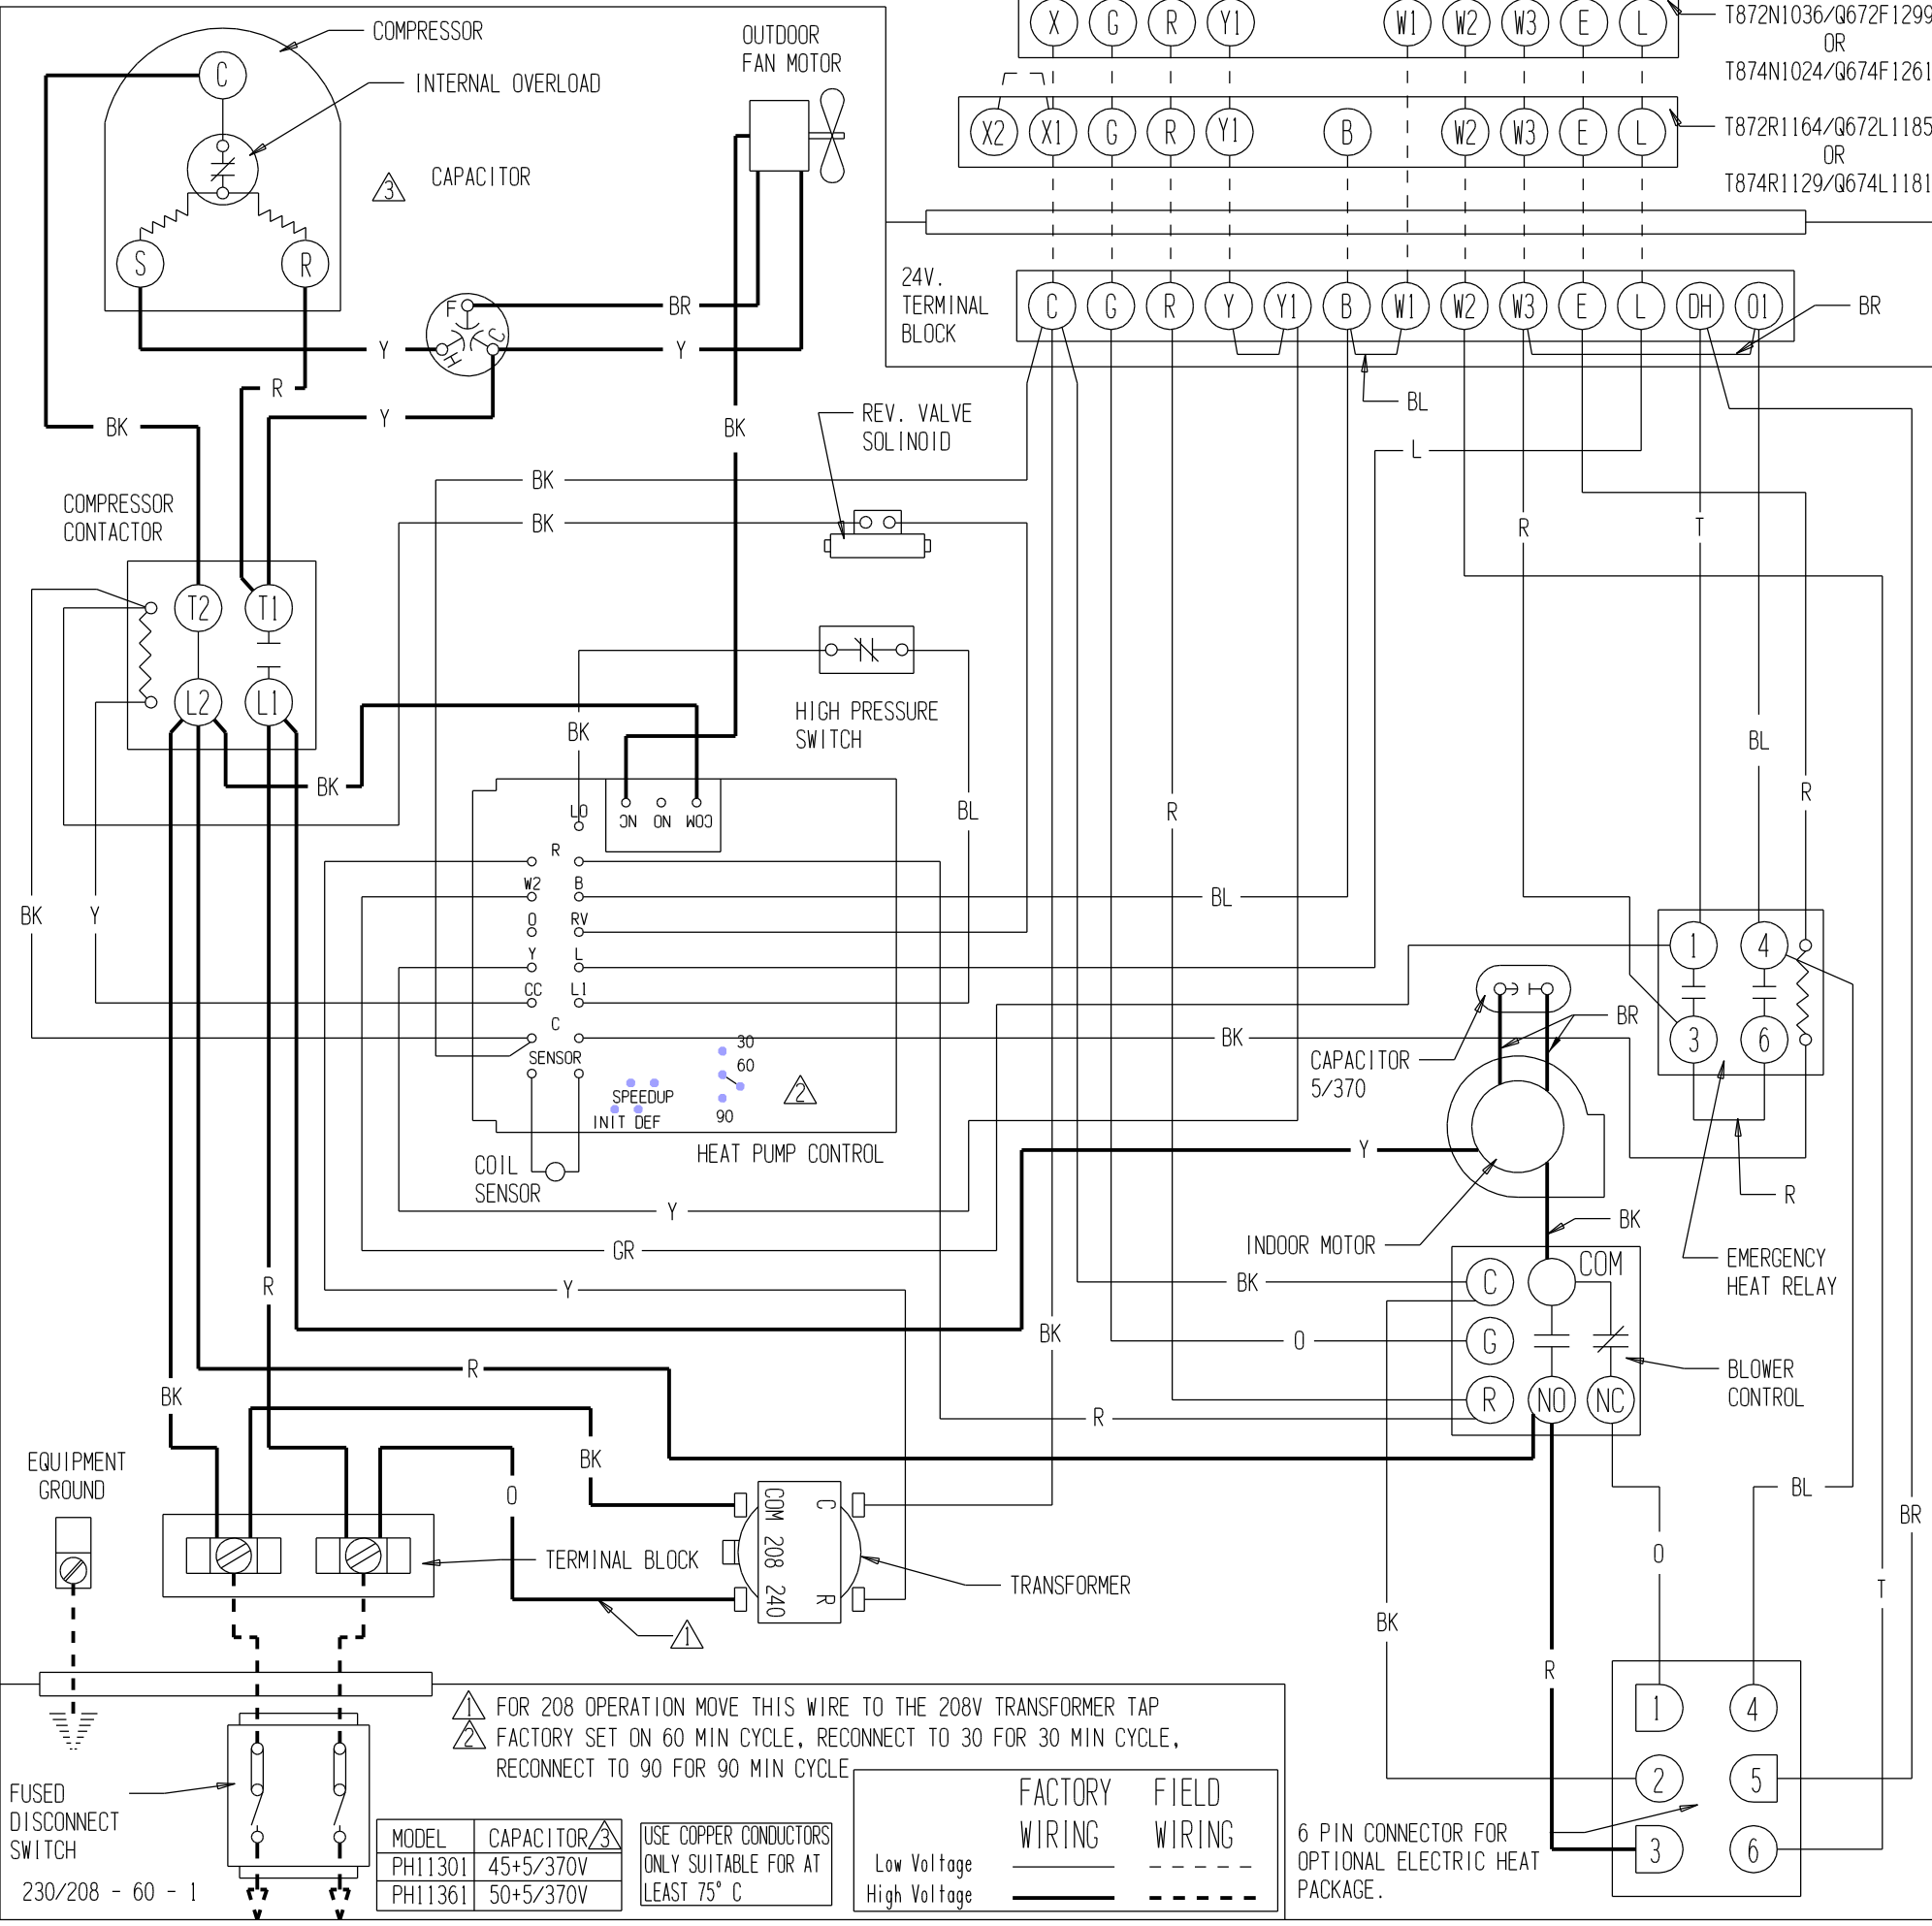 COMPRESSOR
INTERNAL OVERLOAD
C
S
R
3
CAPACITOR
OUTDOOR
FAN MOTOR
X G R Y1 W1 W2 W3 E L
T872N1036/Q672F1299
OR
T874N1024/Q674F1261
X2 X1 G R Y1 B W2 W3 E L
T872R1164/Q672L1185
OR
T874R1129/Q674L1181
24V.
TERMINAL
BLOCK
C G R Y Y1 B W1 W2 W3 E L DH O1
BR
BL
F
H
C
BR
Y
Y
R
Y
BK
BK
REV. VALVE
SOLINOID
L
BK
BK
R
T
COMPRESSOR
CONTACTOR
T2 T1
L2 L1
HIGH PRESSURE
SWITCH
BK
BK
BL
BL
R
R
LO
NC NO COM
R
W2 B
O RV
Y L
CC L1
C
SENSOR
SPEEDUP
INIT DEF
30
60
90
2
HEAT PUMP CONTROL
COIL
SENSOR
BK
Y
BL
BK
1 4
3 6
CAPACITOR
5/370
BR
Y
R
Y
GR
Y
INDOOR MOTOR
BK
EMERGENCY
HEAT RELAY
R
BK
BK
O
C COM
G
R NO NC
BLOWER
CONTROL
R
R
BK
BK
O
EQUIPMENT
GROUND
TERMINAL BLOCK
COM 208 240
C R
TRANSFORMER
1
BL
BR
O
T
BK
R
1 FOR 208 OPERATION MOVE THIS WIRE TO THE 208V TRANSFORMER TAP
2 FACTORY SET ON 60 MIN CYCLE, RECONNECT TO 30 FOR 30 MIN CYCLE,
RECONNECT TO 90 FOR 90 MIN CYCLE
FUSED
DISCONNECT
SWITCH
230/208 - 60 - 1
MODEL CAPACITOR 3
PH11301 45+5/370V
PH11361 50+5/370V
USE COPPER CONDUCTORS
ONLY SUITABLE FOR AT
LEAST 75° C
FACTORY FIELD
WIRING WIRING
Low Voltage
High Voltage
6 PIN CONNECTOR FOR
OPTIONAL ELECTRIC HEAT
PACKAGE.
1 4
2 5
3 6